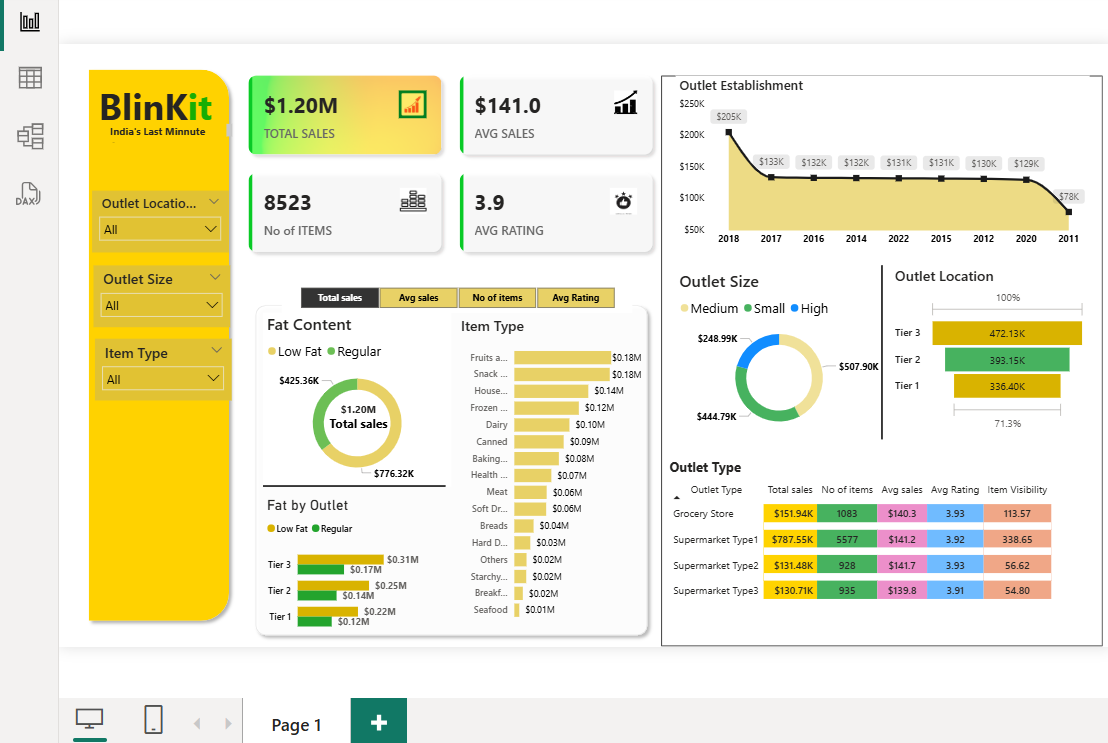 DAX
BlinKit
India's Last Minnute
Outlet Locatio...
All
Outlet Size
All
Item Type
All
$1.20M
TOTAL SALES
$141.0
AVG SALES
8523
No of ITEMS
3.9
AVG RATING
Total sales Avg sales No of items Avg Rating
Fat Content
Low Fat Regular
$425.36K
$1.20M
Total sales
$776.32K
Fat by Outlet
Low Fat Regular
Tier 3 $0.31M
$0.17M
Tier 2 $0.25M
$0.14M
Tier 1 $0.22M
$0.12M
Item Type
Fruits a... $0.18M
Snack ... $0.18M
House... $0.14M
Frozen ... $0.12M
Dairy $0.10M
Canned $0.09M
Baking... $0.08M
Health ... $0.07M
Meat $0.06M
Soft Dr... $0.06M
Breads $0.04M
Hard D... $0.03M
Others $0.02M
Starchy... $0.02M
Breakf... $0.02M
Seafood $0.01M
Outlet Establishment
$250K
$200K
$150K
$100K
$50K
$205K $133K $132K $132K $131K $131K $130K $129K $78K
2018 2017 2016 2014 2022 2015 2012 2020 2011
Outlet Size
Medium Small High
$248.99K
$507.90K
$444.79K
Outlet Location
100%
Tier 3 472.13K
Tier 2 393.15K
Tier 1 336.40K
71.3%
Outlet Type
Outlet Type Total sales No of items Avg sales Avg Rating Item Visibility
Grocery Store $151.94K 1083 $140.3 3.93 113.57
Supermarket Type1 $787.55K 5577 $141.2 3.92 338.65
Supermarket Type2 $131.48K 928 $141.7 3.93 56.62
Supermarket Type3 $130.71K 935 $139.8 3.91 54.80
Page 1